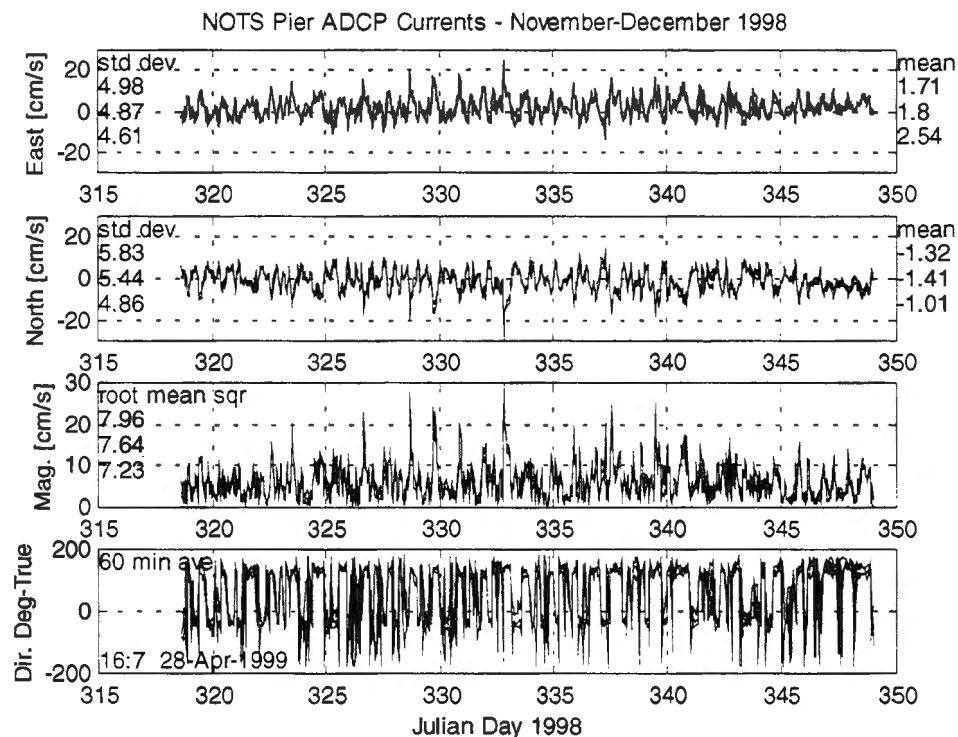 NOTS Pier ADCP Currents - November-December 1998
East [cm/s]
20
0
-20
std dev.
4.98
4.87
4.61
mean
1.71
1.8
2.54
315 320 325 330 335 340 345 350
North [cm/s]
20
0
-20
std dev.
5.83
5.44
4.86
mean
-1.32
-1.41
-1.01
315 320 325 330 335 340 345 350
Mag. [cm/s]
30
20
10
0
root mean sqr
7.96
7.64
7.23
315 320 325 330 335 340 345 350
Dir. Deg-True
200
0
-200
60 min ave
16:7 28-Apr-1999
315 320 325 330 335 340 345 350
Julian Day 1998